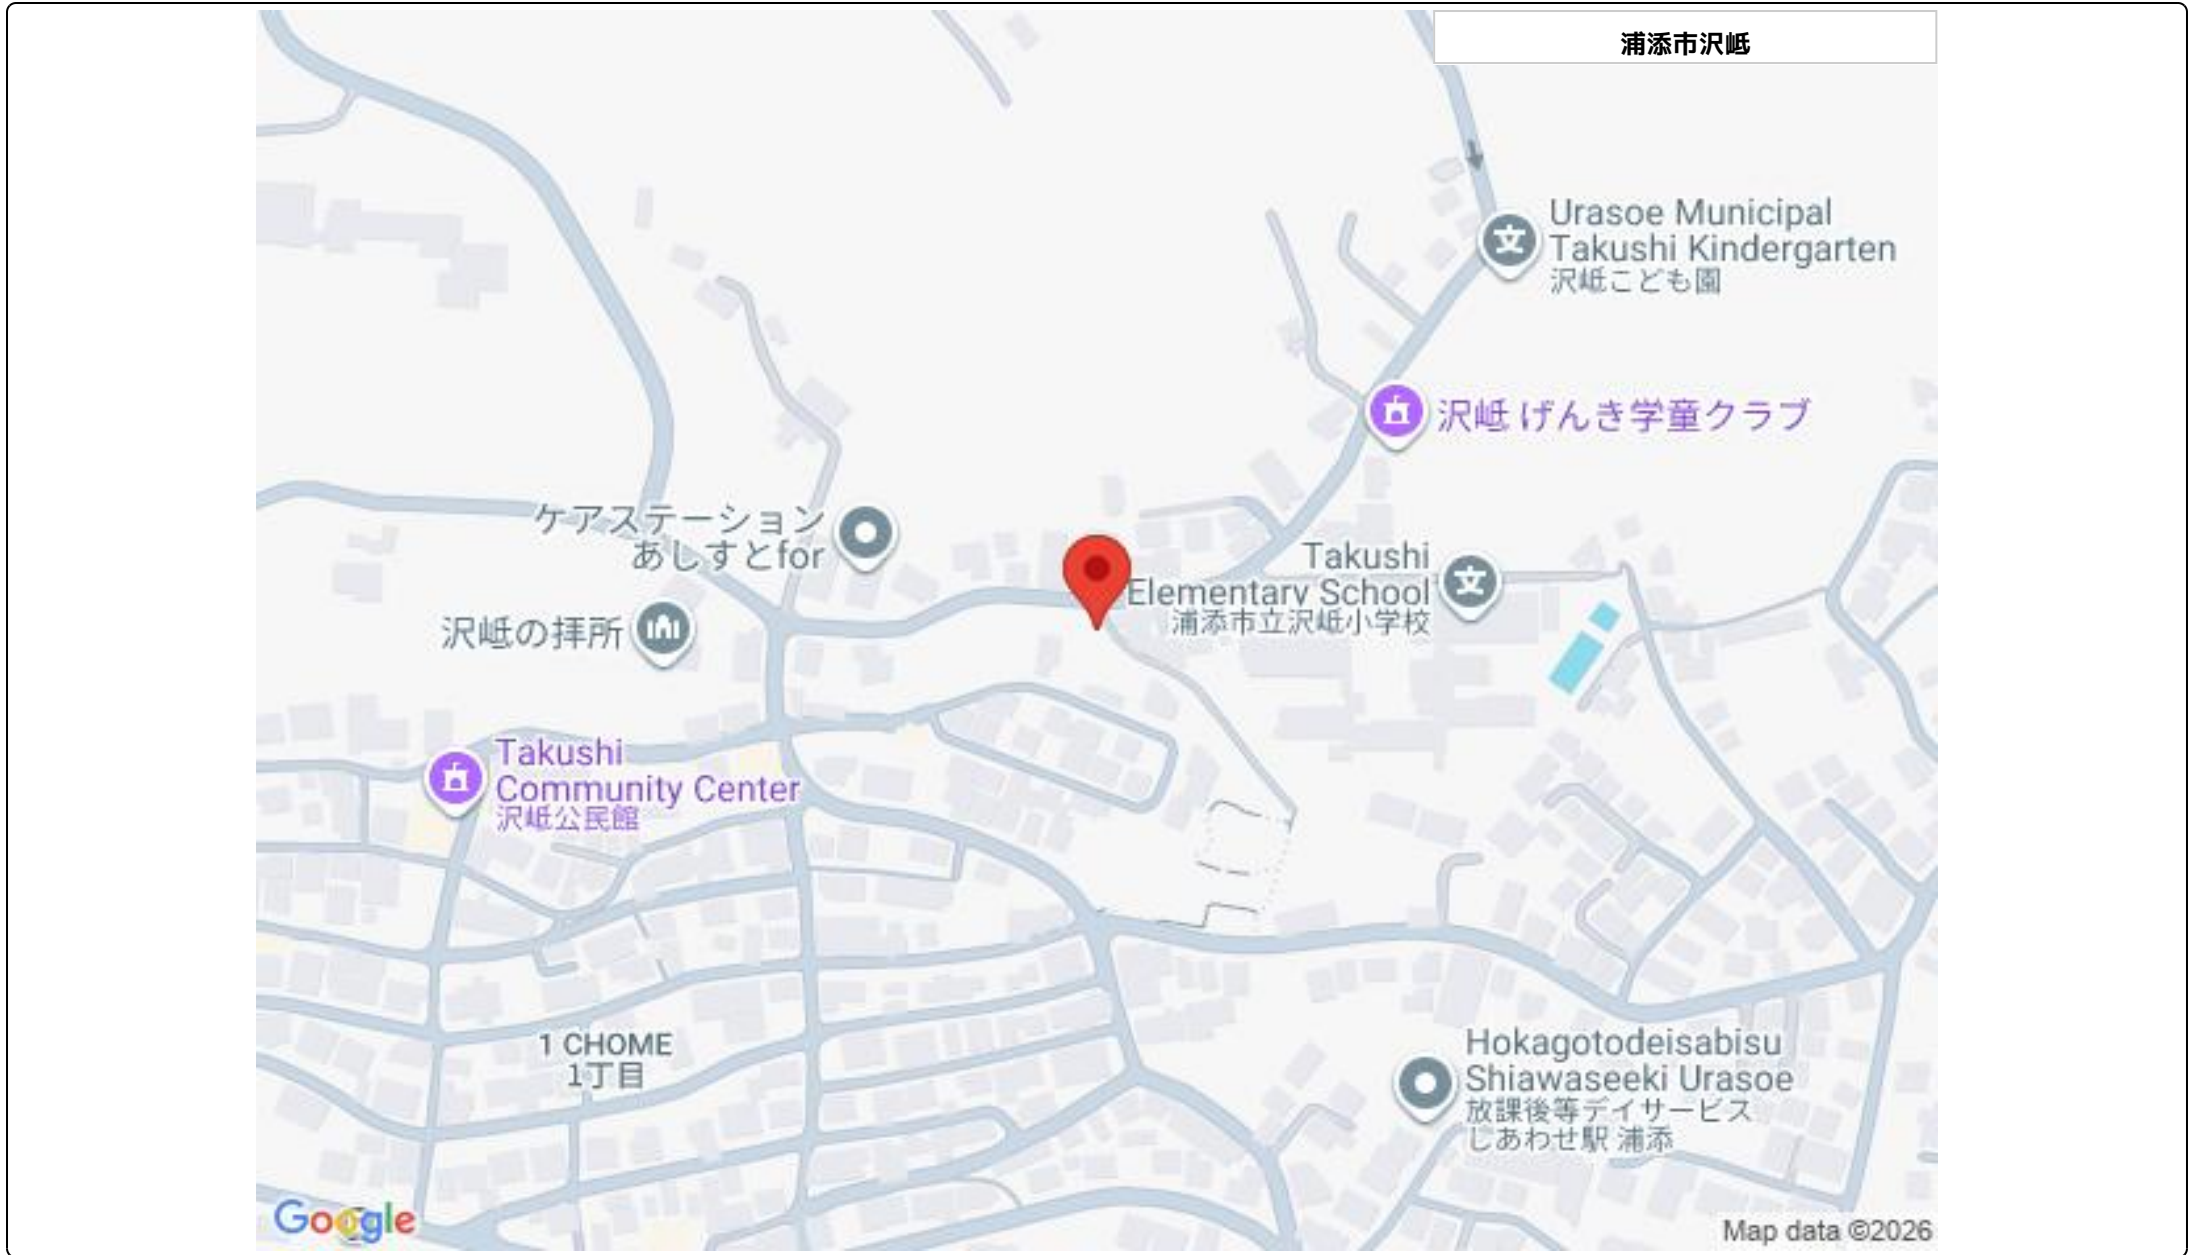 浦添市沢岻
Urasoe Municipal
Takushi Kindergarten
沢岻こども園
沢岻 げんき学童クラブ
ケアステーション
あしすとfor
Takushi
Elementary School
浦添市立沢岻小学校
沢岻の拝所
Takushi
Community Center
沢岻公民館
1 CHOME
1丁目
Hokagotodeisabisu
Shiawaseeki Urasoe
放課後等デイサービス
しあわせ駅 浦添
Google
Map data ©2026